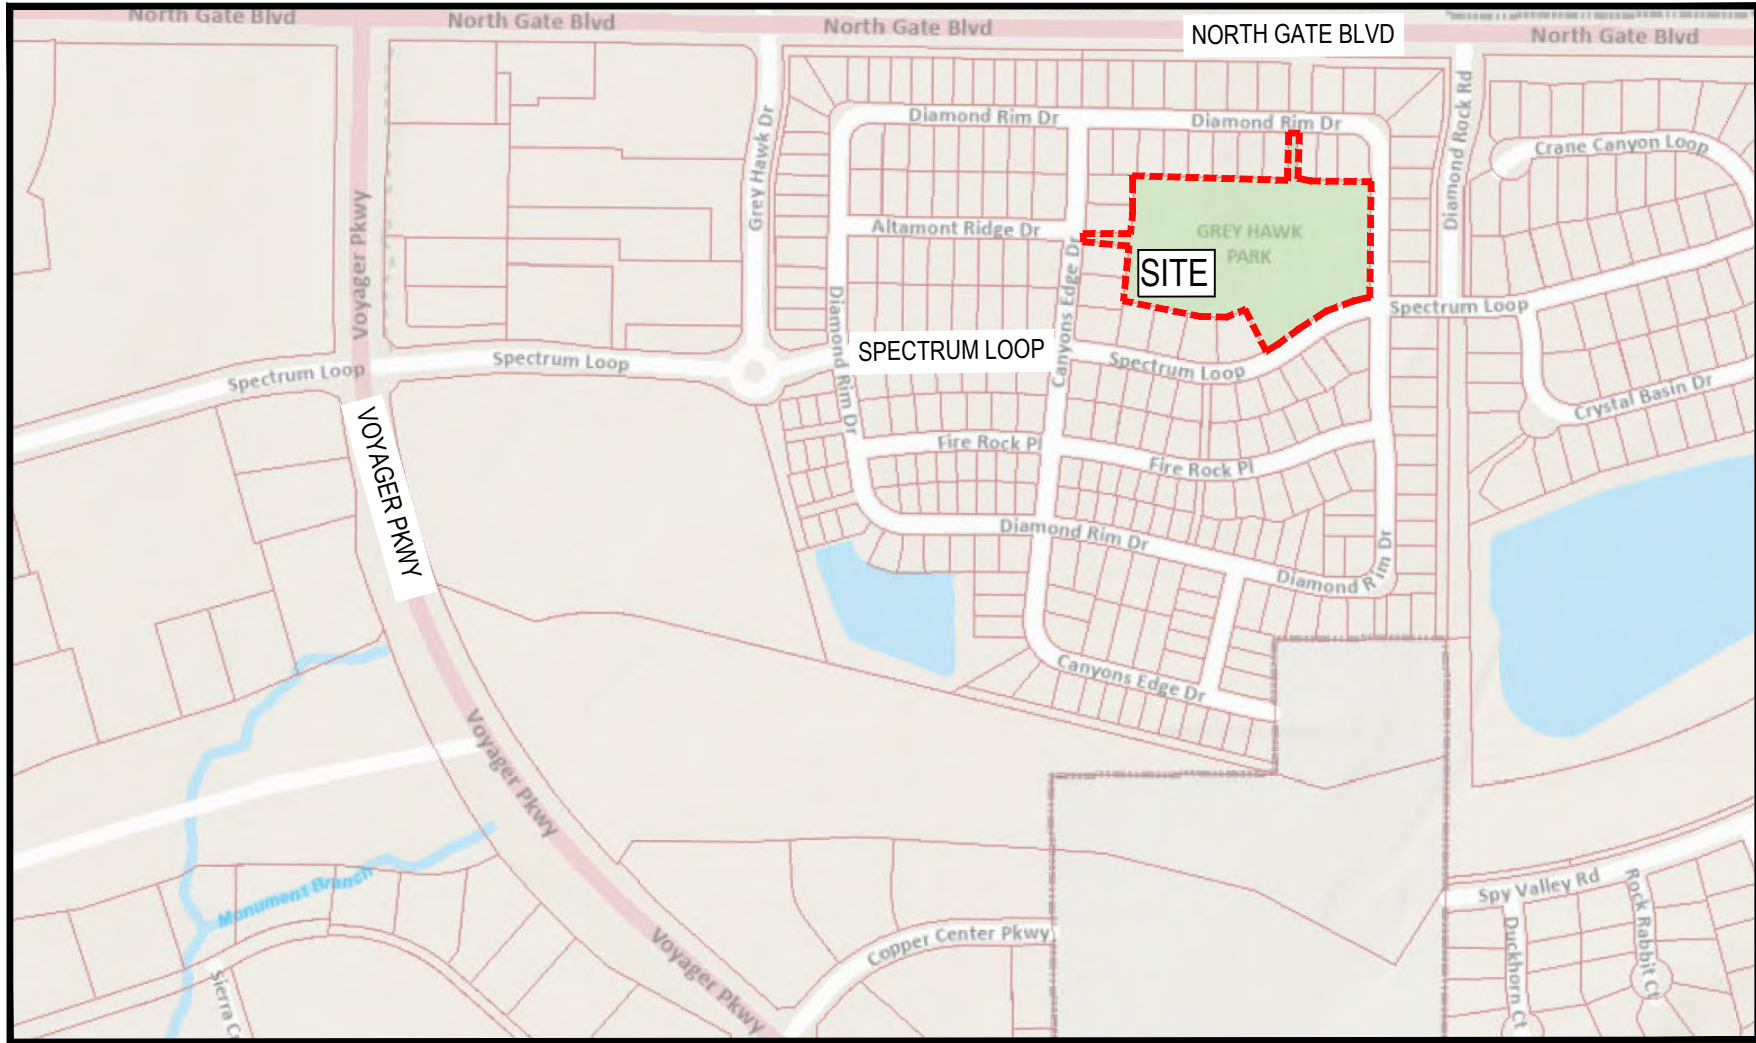 North Gate Blvd
North Gate Blvd
North Gate Blvd
NORTH GATE BLVD
North Gate Blvd
Diamond Rim Dr
Diamond Rim Dr
Grey Hawk Dr
Diamond Rock Rd
Crane Canyon Loop
Voyager Pkwy
Altamont Ridge Dr
GREY HAWK
PARK
SITE
Canyons Edge Dr
Diamond Rim Dr
Spectrum Loop
SPECTRUM LOOP
Spectrum Loop
Spectrum Loop
Spectrum Loop
Crystal Basin Dr
VOYAGER PKWY
Fire Rock Pl
Fire Rock Pl
Diamond Rim Dr
Diamond Rim Dr
Canyons Edge Dr
Voyager Pkwy
Monument Branch
Spy Valley Rd
Rock Rabbit Ct
Duckhorn Ct
Copper Center Pkwy
Voyager Pkwy
Sierra